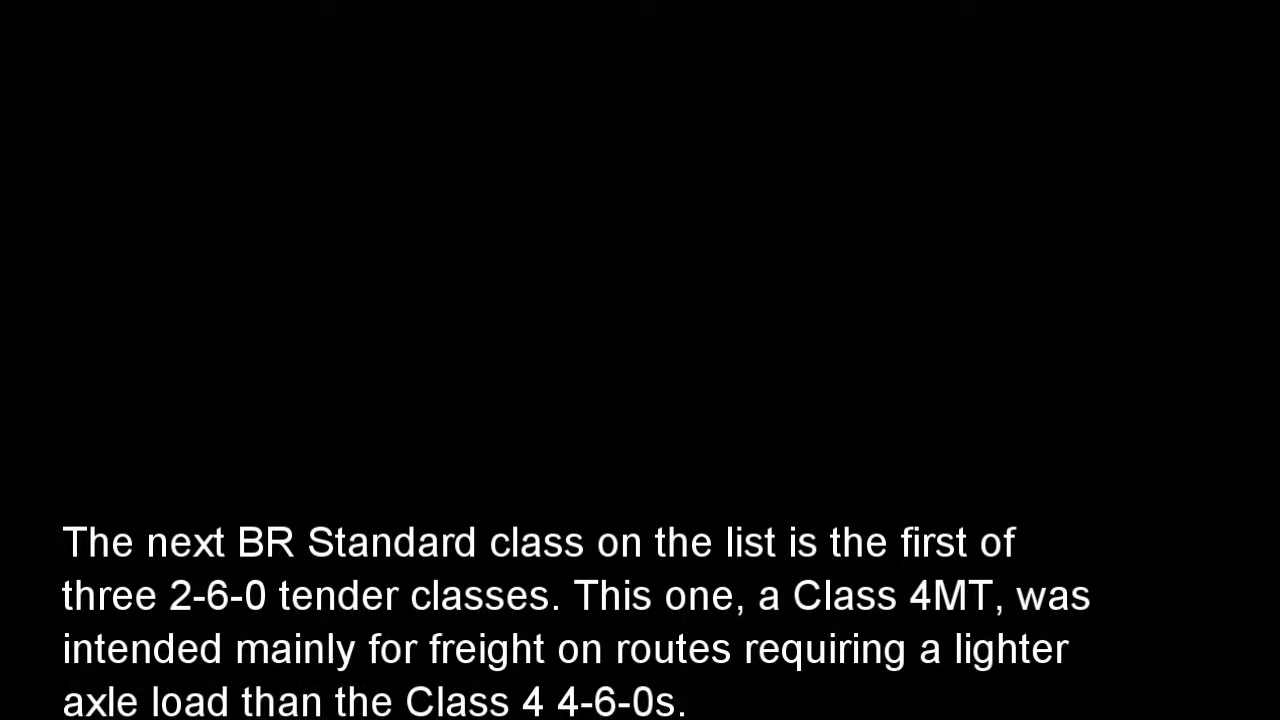 The next BR Standard class on the list is the first of
three 2-6-0 tender classes. This one, a Class 4MT, was
intended mainly for freight on routes requiring a lighter
axle load than the Class 4 4-6-0s.